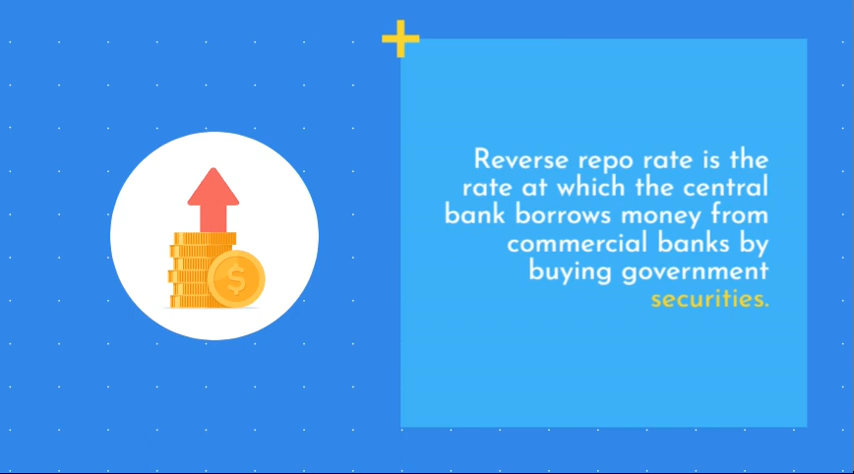 Reverse repo rate is the
rate at which the central
bank borrows money from
commercial banks by
buying government
securities.